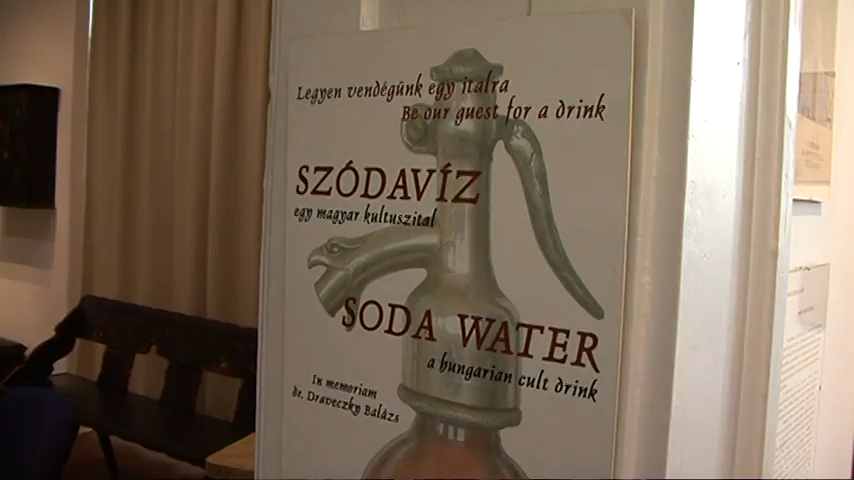 Legyen vendégünk egy italra
Be our guest for a drink
SZÓDAVÍZ
egy magyar kultuszital
SODA WATER
a hungarian cult drink
In memoriam
dr. Draveczky Balázs